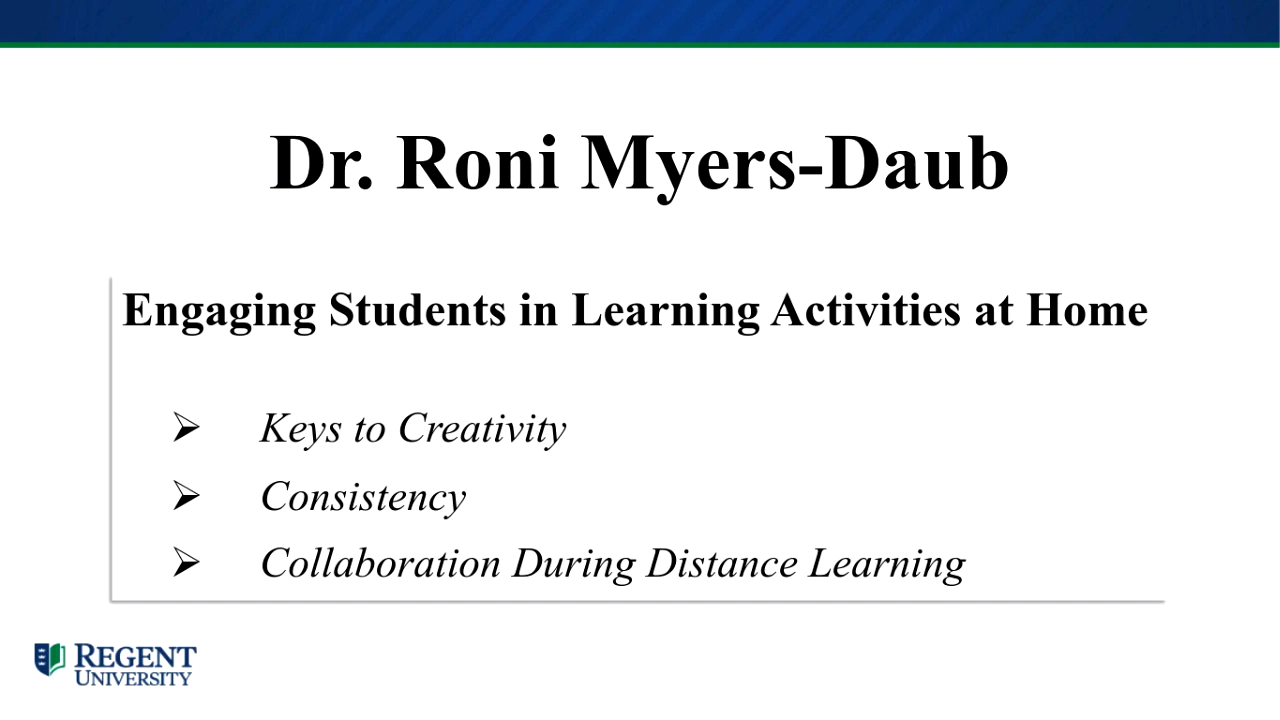 Dr. Roni Myers-Daub
Engaging Students in Learning Activities at Home
➢ Keys to Creativity
➢ Consistency
➢ Collaboration During Distance Learning
REGENT
UNIVERSITY